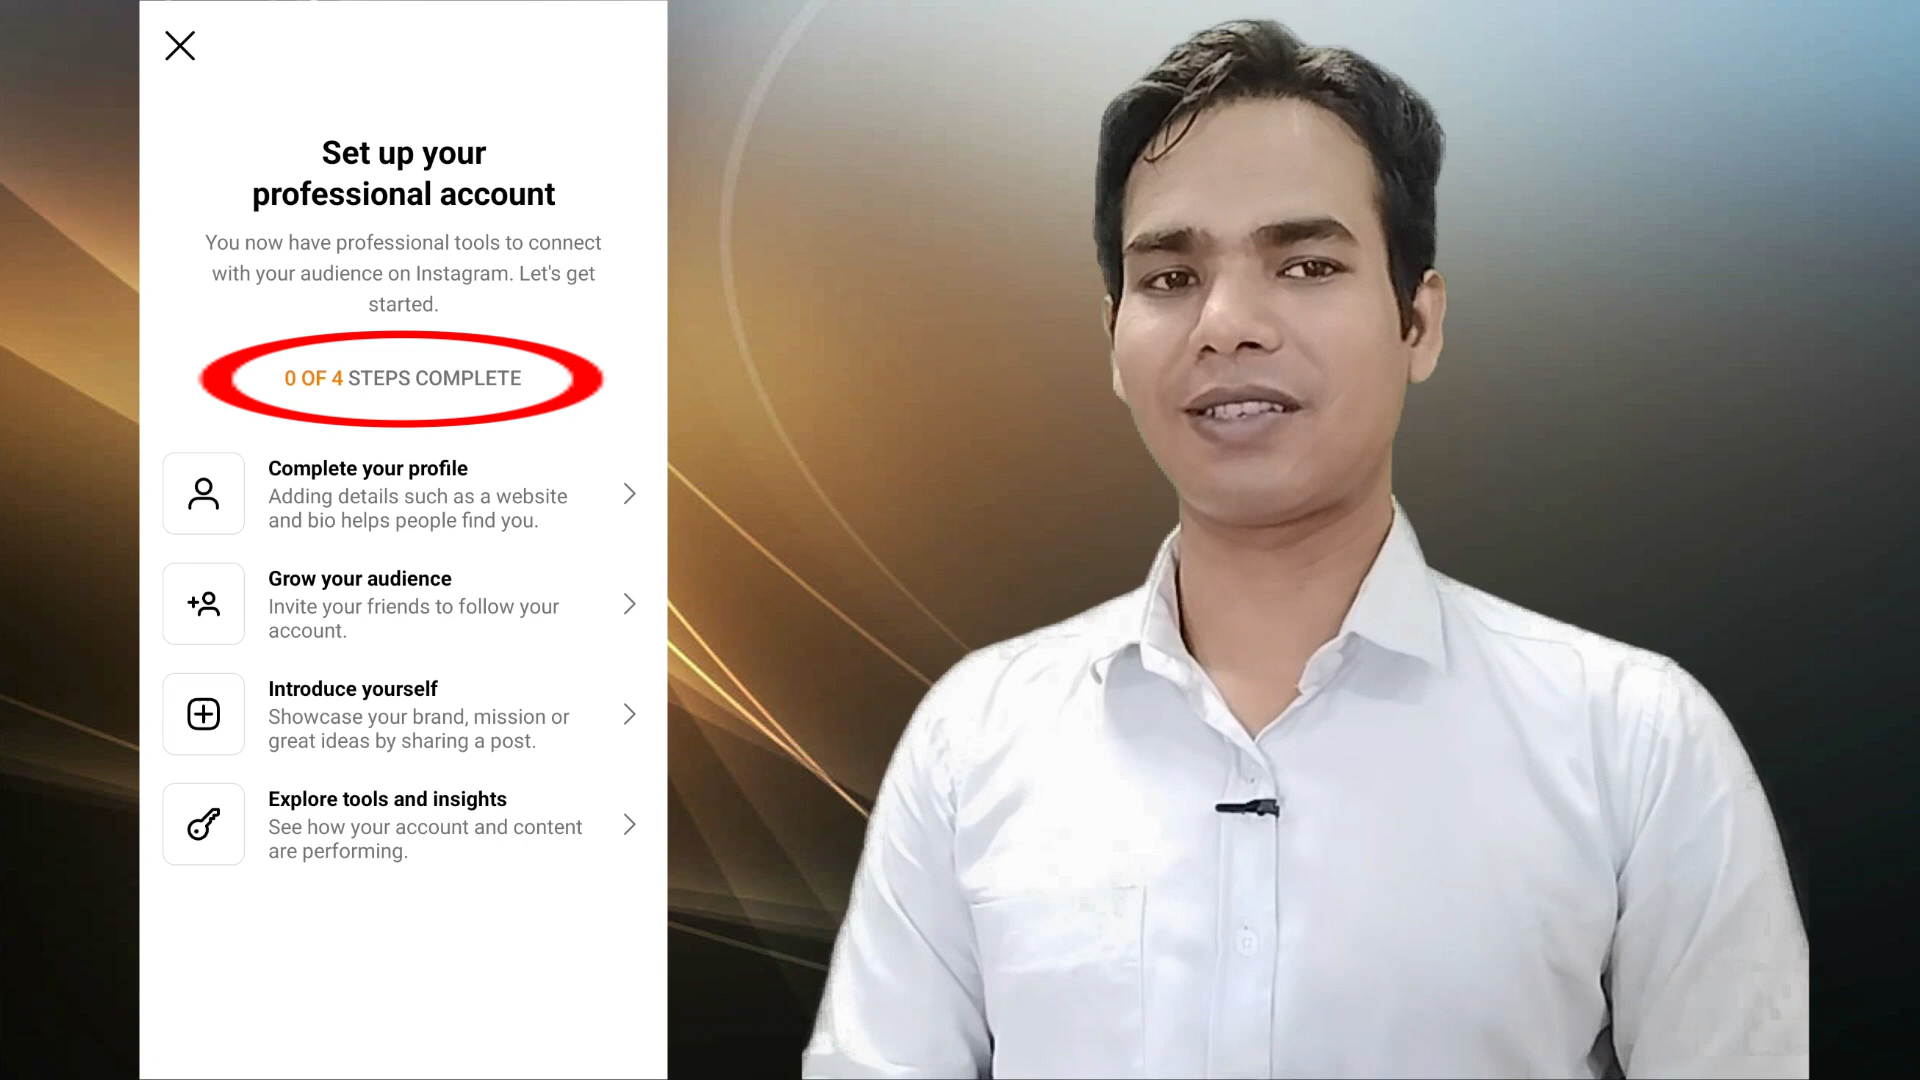 Set up your
professional account
You now have professional tools to connect
with your audience on Instagram. Let's get
started.
0 OF 4 STEPS COMPLETE
Complete your profile
Adding details such as a website
and bio helps people find you.
Grow your audience
Invite your friends to follow your
account.
Introduce yourself
Showcase your brand, mission or
great ideas by sharing a post.
Explore tools and insights
See how your account and content
are performing.